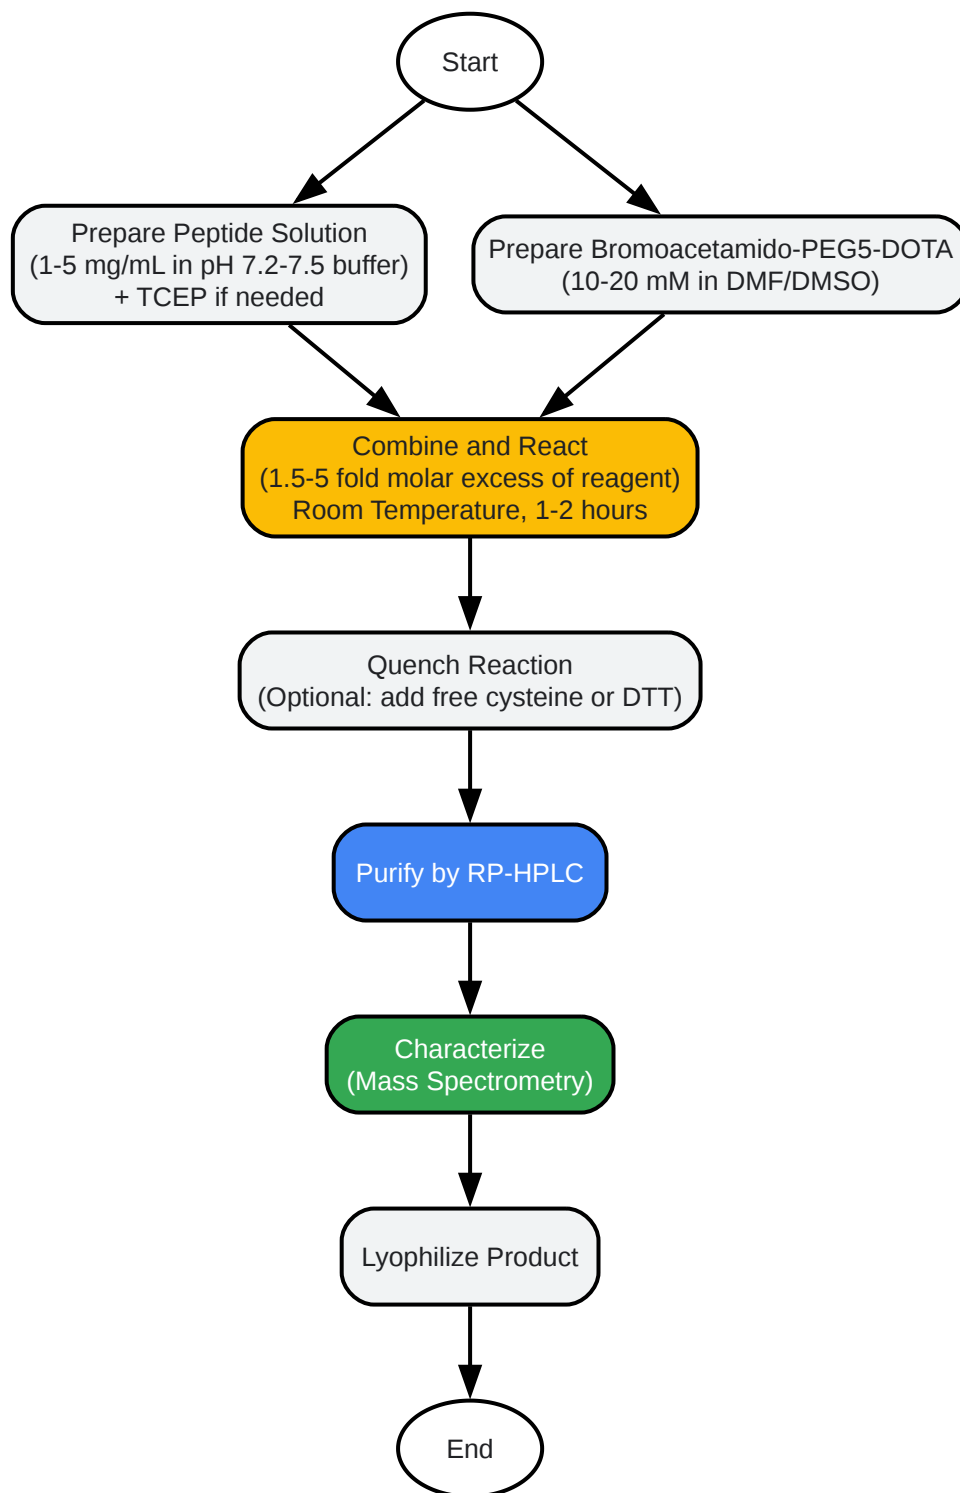 Start
Prepare Peptide Solution
(1-5 mg/mL in pH 7.2-7.5 buffer)
+ TCEP if needed
Prepare Bromoacetamido-PEG5-DOTA
(10-20 mM in DMF/DMSO)
Combine and React
(1.5-5 fold molar excess of reagent)
Room Temperature, 1-2 hours
Quench Reaction
(Optional: add free cysteine or DTT)
Purify by RP-HPLC
Characterize
(Mass Spectrometry)
Lyophilize Product
End